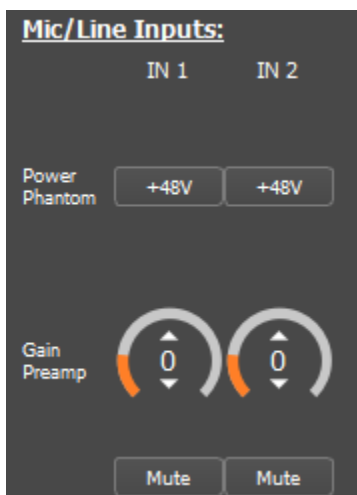 Mic/Line Inputs:
IN 1 IN 2
Power
Phantom
+48V +48V
Gain
Preamp
0 0
Mute Mute